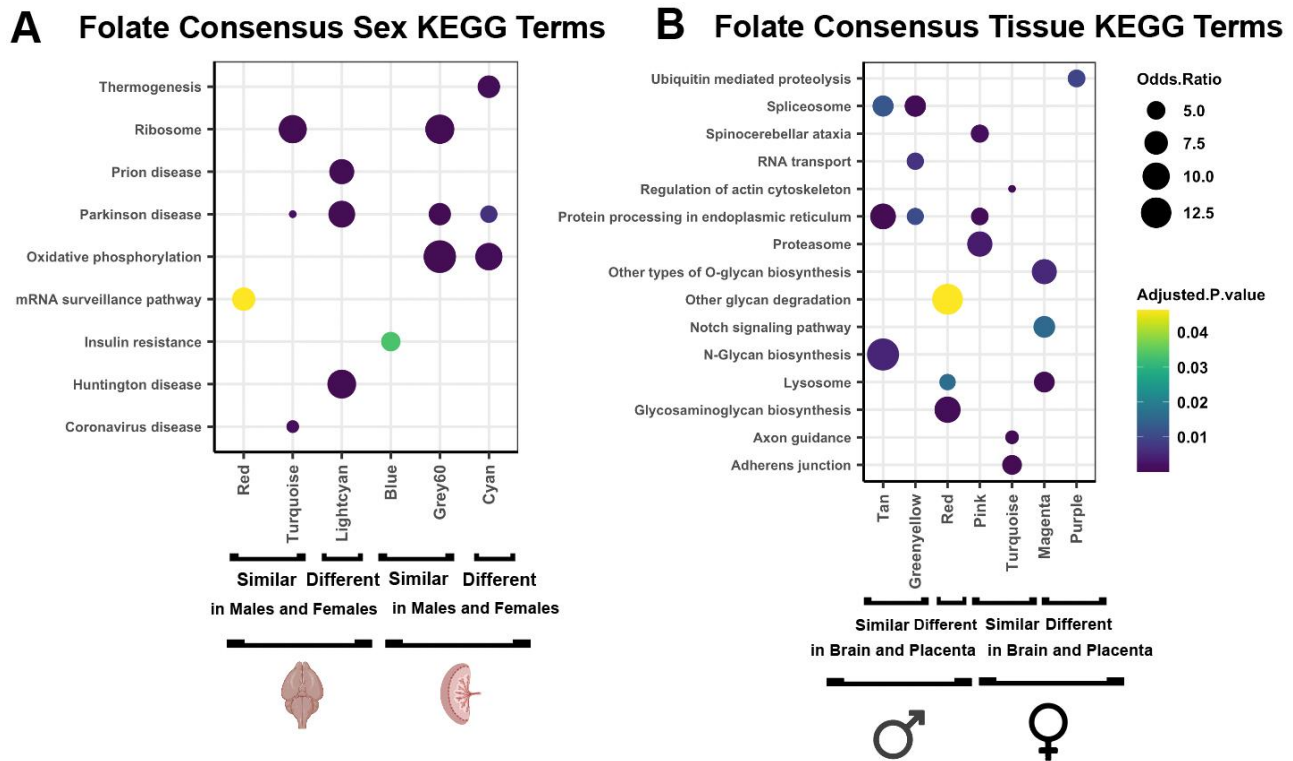 A
Folate Consensus Sex KEGG Terms
Thermogenesis
Ribosome
Prion disease
Parkinson disease
Oxidative phosphorylation
mRNA surveillance pathway
Insulin resistance
Huntington disease
Coronavirus disease
Red
Turquoise
Lightcyan
Blue
Grey60
Cyan
Similar Different Similar Different
in Males and Females in Males and Females
B
Folate Consensus Tissue KEGG Terms
Ubiquitin mediated proteolysis
Spliceosome
Spinocerebellar ataxia
RNA transport
Regulation of actin cytoskeleton
Protein processing in endoplasmic reticulum
Proteasome
Other types of O-glycan biosynthesis
Other glycan degradation
Notch signaling pathway
N-Glycan biosynthesis
Lysosome
Glycosaminoglycan biosynthesis
Axon guidance
Adherens junction
Tan
Greenyellow
Red
Pink
Turquoise
Magenta
Purple
Similar Different Similar Different
in Brain and Placenta in Brain and Placenta
Odds.Ratio
5.0
7.5
10.0
12.5
Adjusted.P.value
0.04
0.03
0.02
0.01